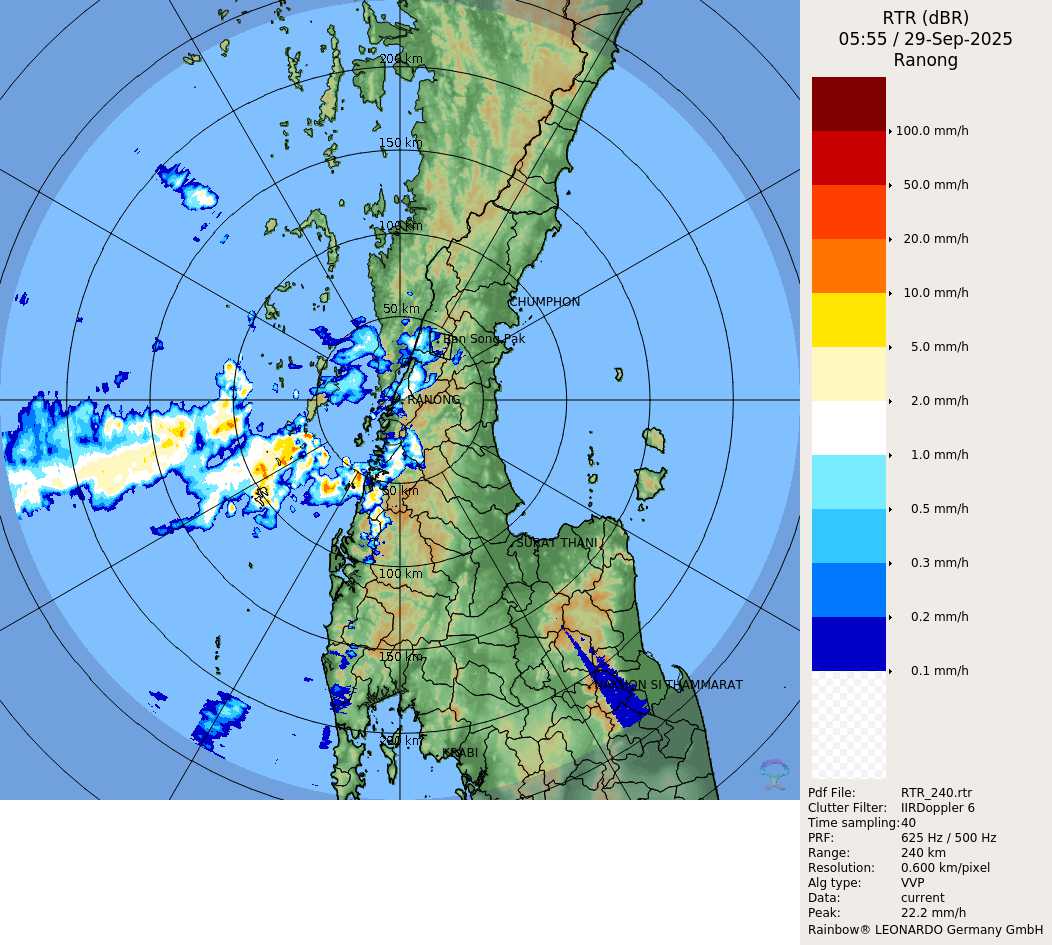 RTR (dBR)
05:55 / 29-Sep-2025
Ranong
200 km
150 km
100 km
50 km
CHUMPHON
Ban Song Pak
RANONG
50 km
SURAT THANI
100 km
150 km
NAKHON SI THAMMARAT
200 km
KRABI
100.0 mm/h
50.0 mm/h
20.0 mm/h
10.0 mm/h
5.0 mm/h
2.0 mm/h
1.0 mm/h
0.5 mm/h
0.3 mm/h
0.2 mm/h
0.1 mm/h
Pdf File: RTR_240.rtr
Clutter Filter: IIRDoppler 6
Time sampling:40
PRF: 625 Hz / 500 Hz
Range: 240 km
Resolution: 0.600 km/pixel
Alg type: VVP
Data: current
Peak: 22.2 mm/h
Rainbow® LEONARDO Germany GmbH